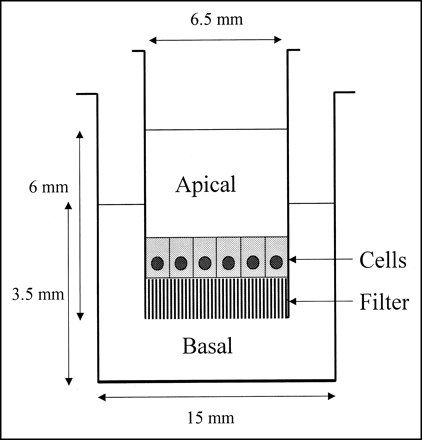 6.5 mm
6 mm
Apical
Cells
3.5 mm
Filter
Basal
15 mm